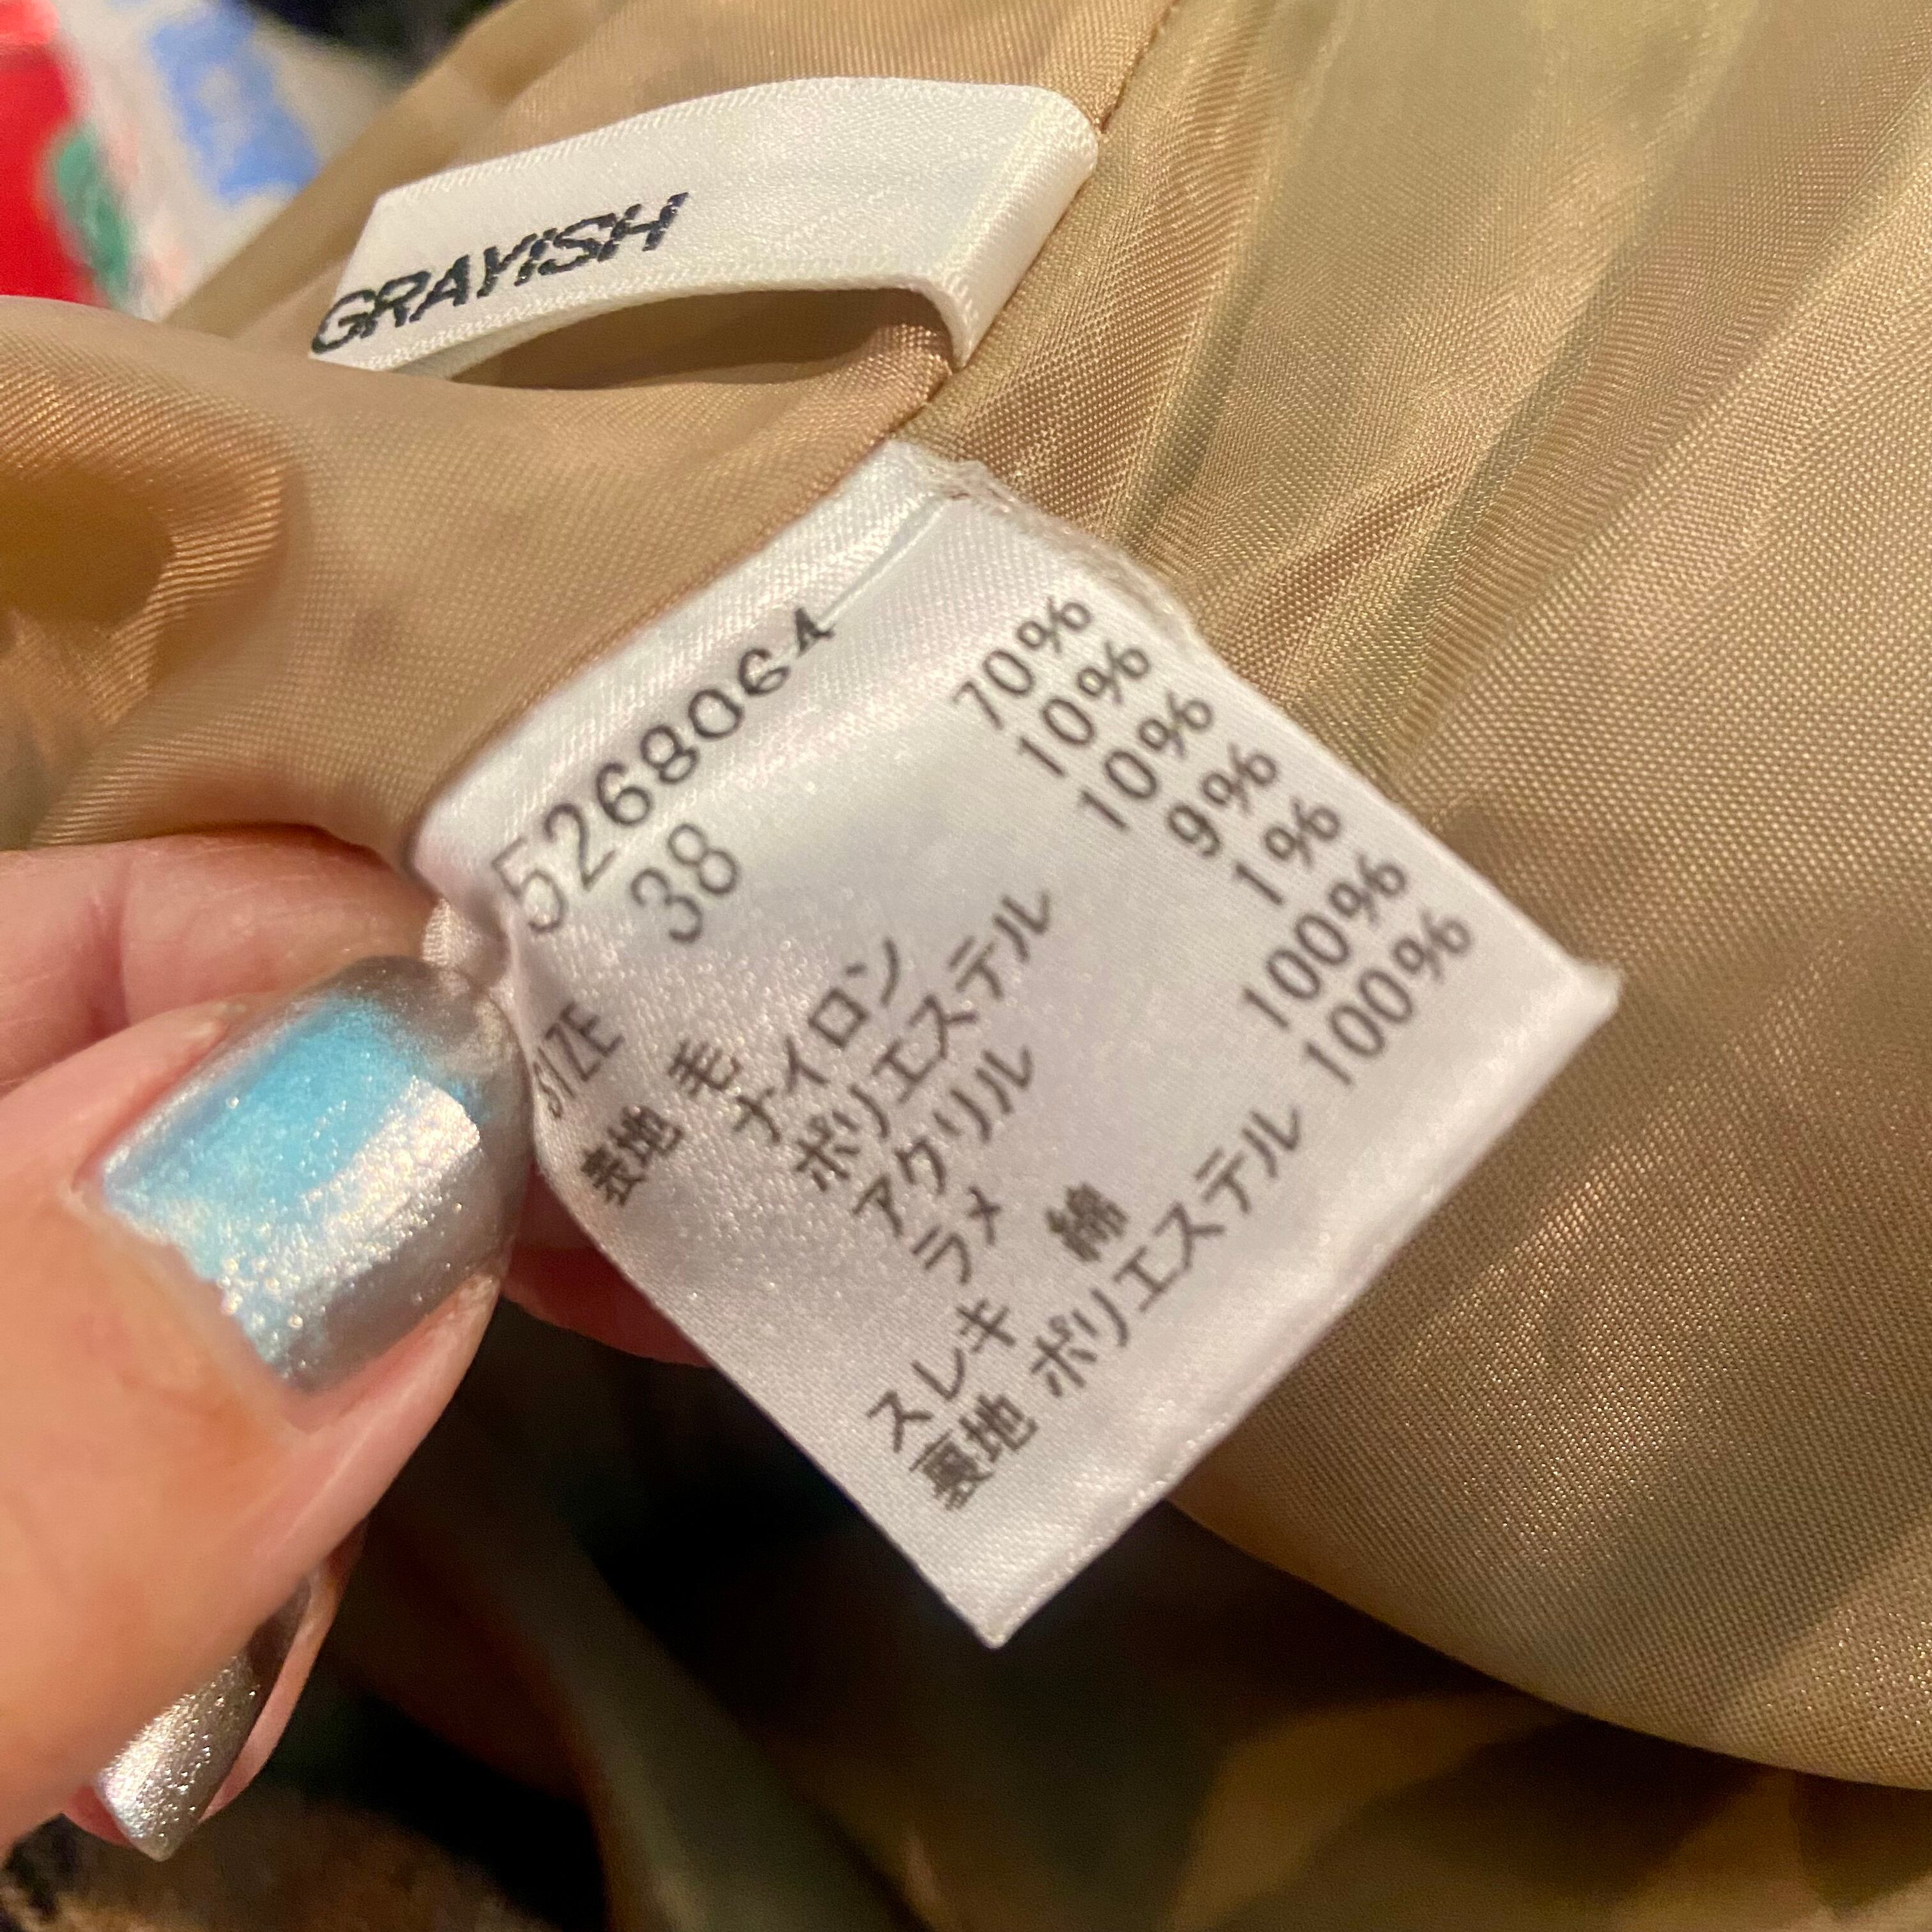 GRAYISH
5268064
SIZE 38
表地 毛 70%
ナイロン 10%
ポリエステル 10%
アクリル 9%
ラメ 1%
スレキ 綿 100%
裏地 ポリエステル 100%